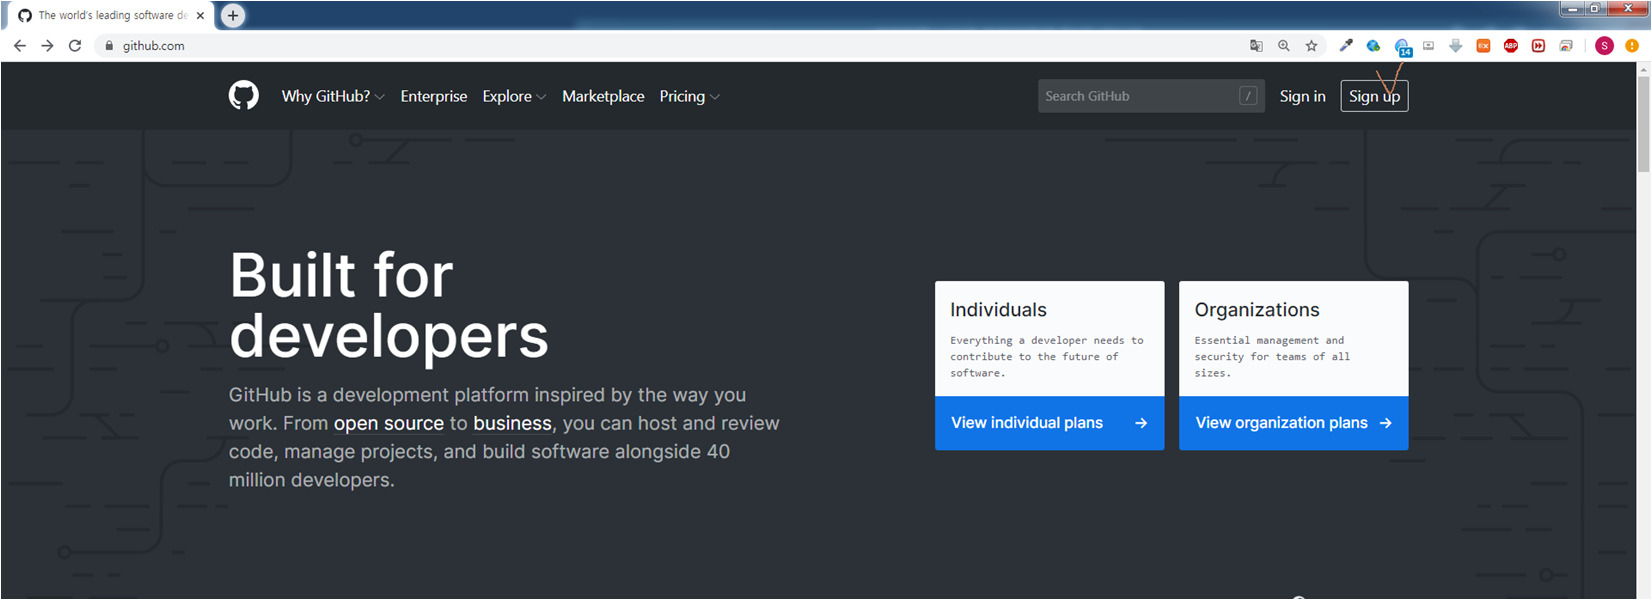 The world's leading software de
github.com
14
ABP
S
Why GitHub?
Enterprise
Explore
Marketplace
Pricing
Search GitHub
/
Sign in
Sign up
Built for
developers
GitHub is a development platform inspired by the way you
work. From open source to business, you can host and review
code, manage projects, and build software alongside 40
million developers.
Individuals
Everything a developer needs to
contribute to the future of
software.
View individual plans →
Organizations
Essential management and
security for teams of all
sizes.
View organization plans →